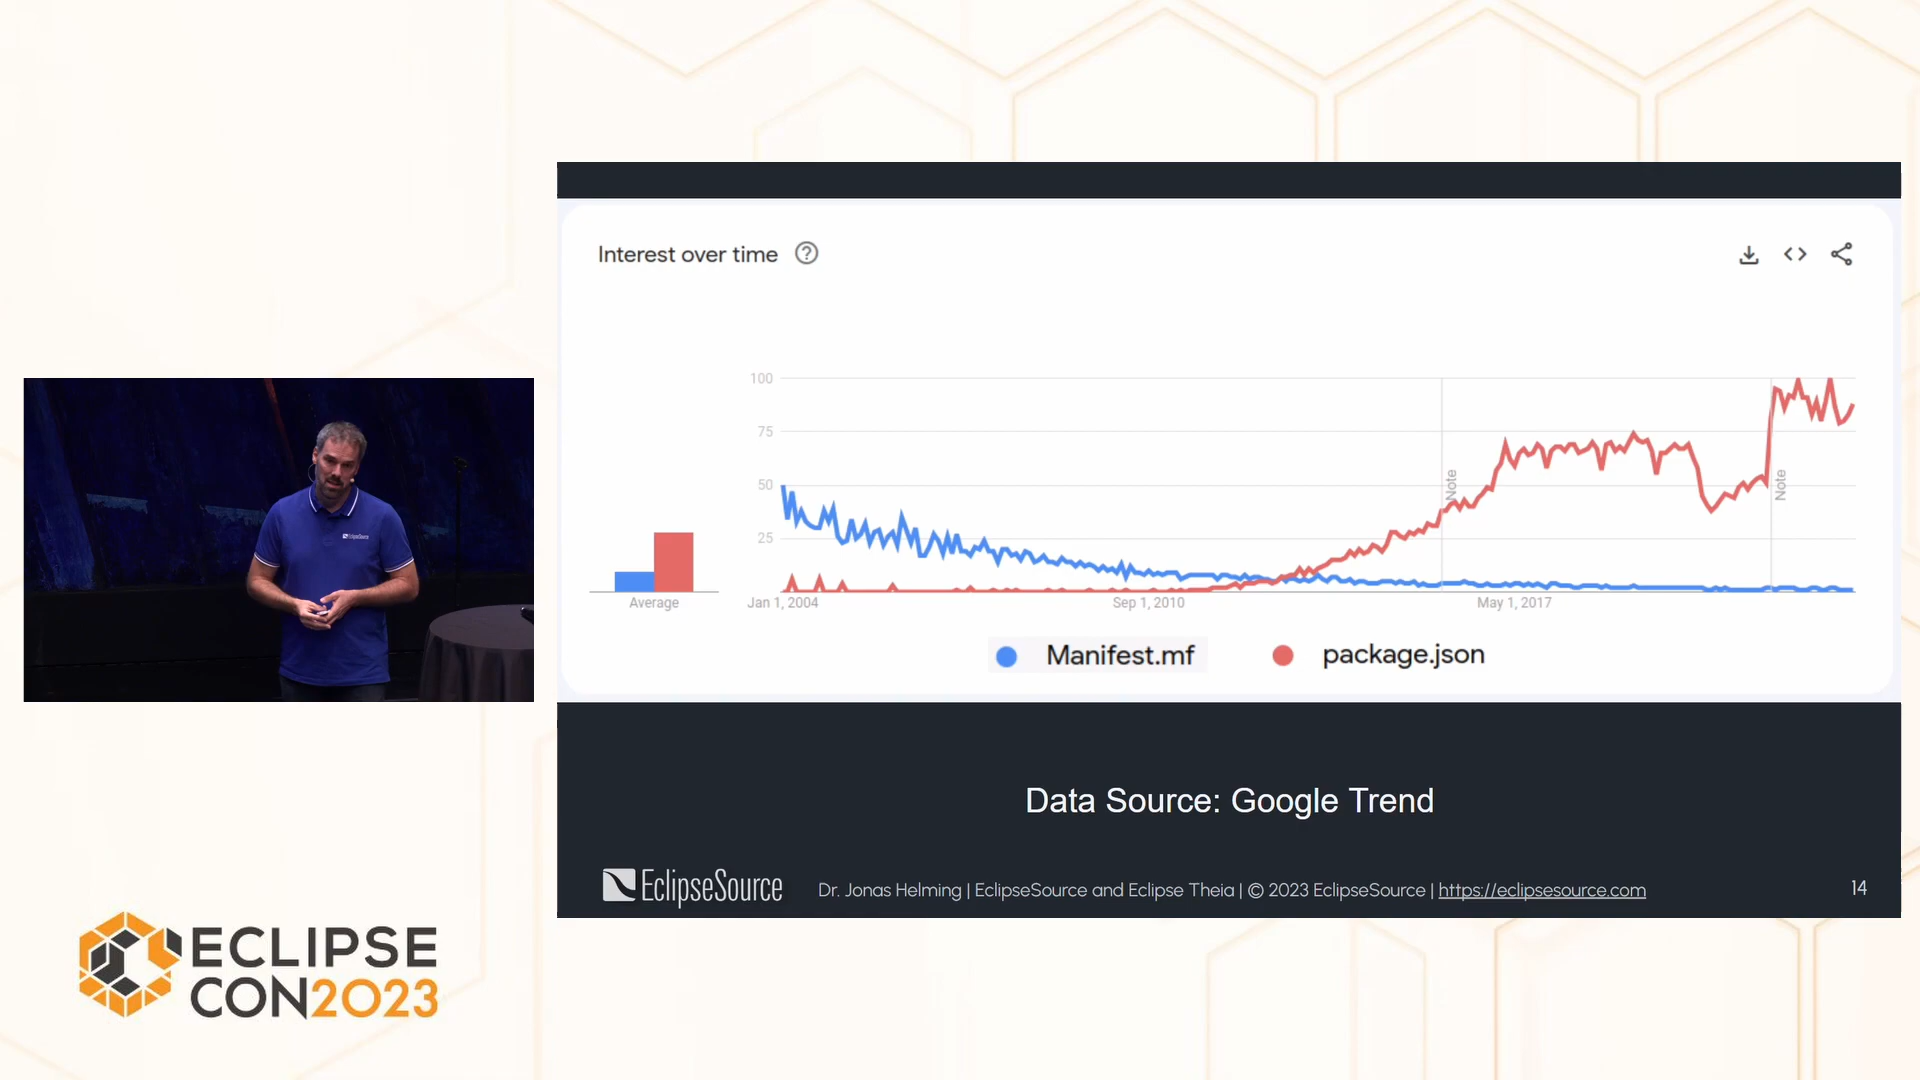 Interest over time
100
75
50
25
Note
Note
Average
Jan 1, 2004
Sep 1, 2010
May 1, 2017
Manifest.mf
package.json
EclipseSource
Data Source: Google Trend
EclipseSource
Dr. Jonas Helming | EclipseSource and Eclipse Theia | © 2023 EclipseSource | https://eclipsesource.com
14
ECLIPSE
CON2023